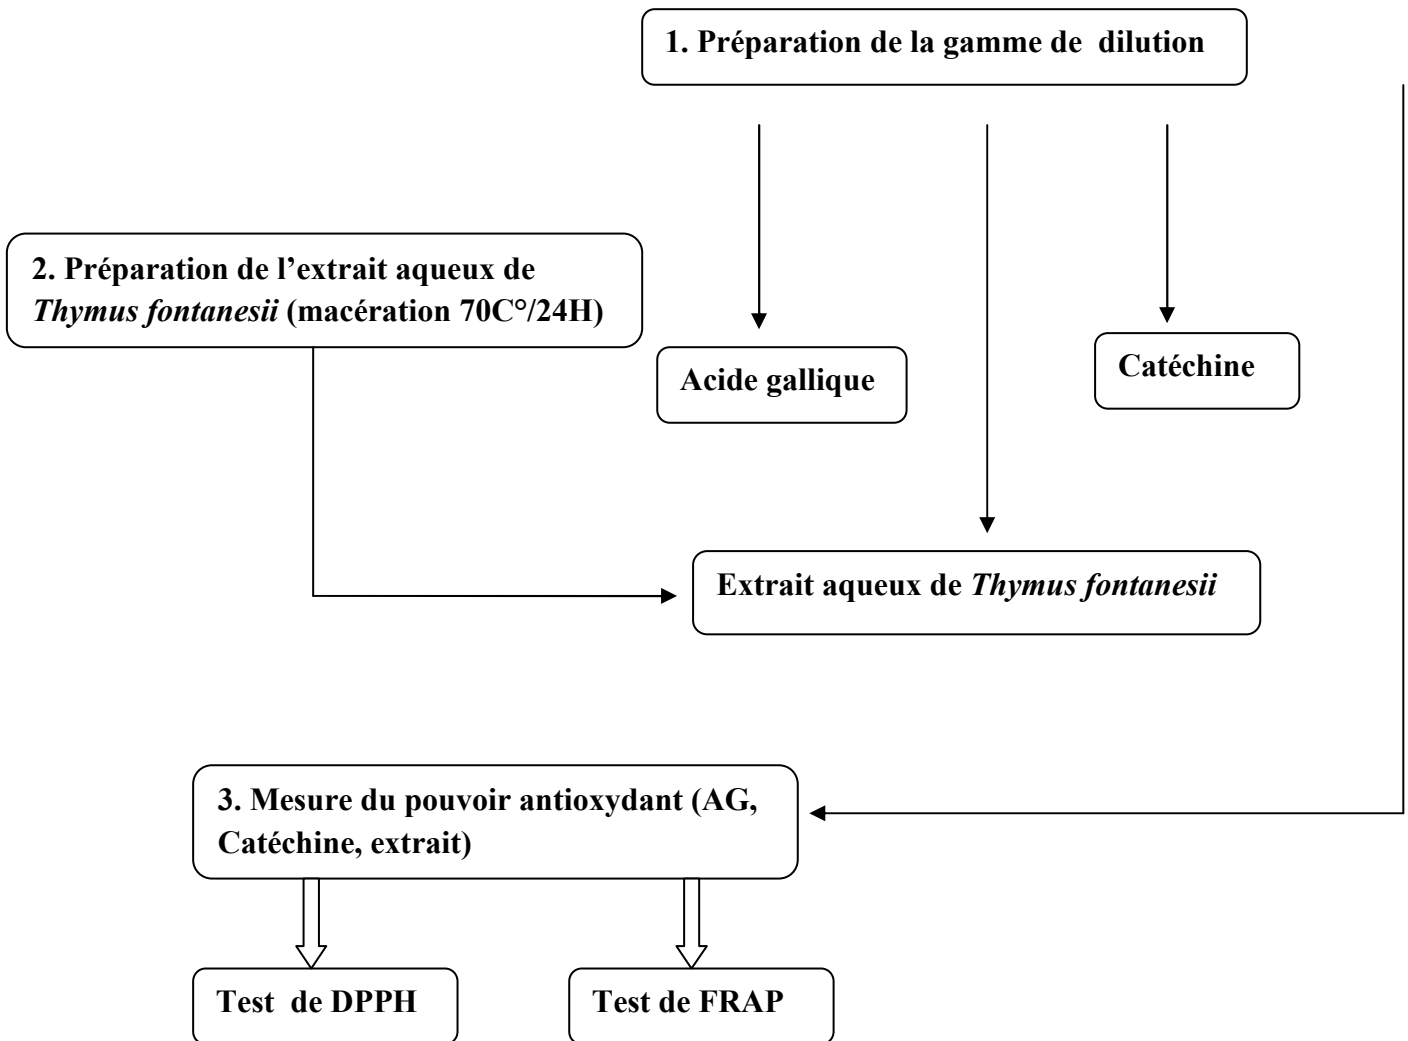 1. Préparation de la gamme de  dilution
2. Préparation de l’extrait aqueux de
Thymus fontanesii (macération 70C°/24H)
Acide gallique
Catéchine
Extrait aqueux de Thymus fontanesii
3. Mesure du pouvoir antioxydant (AG,
Catéchine, extrait)
Test  de DPPH
Test de FRAP